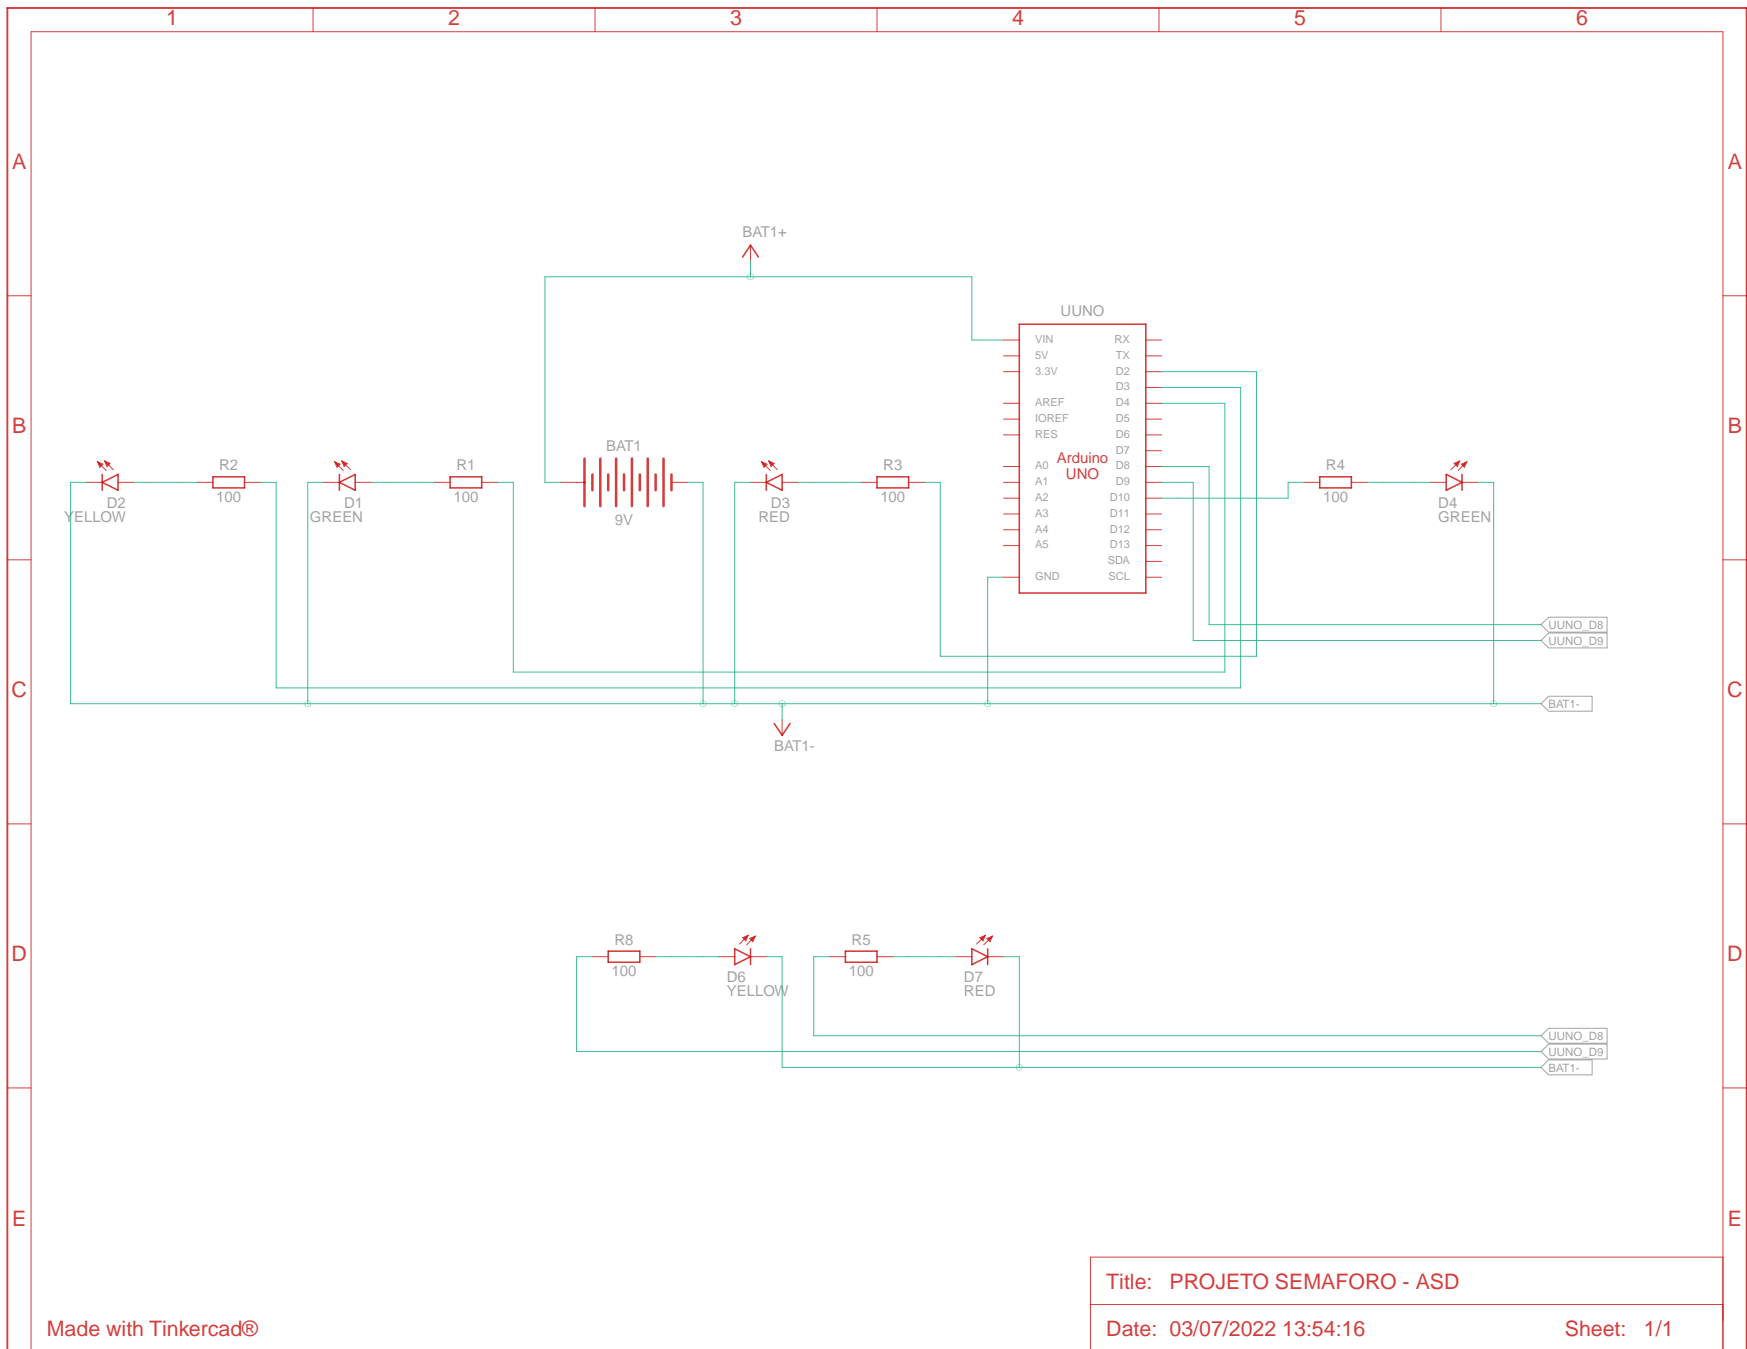 1 2 3 4 5 6
A A
BAT1+
UUNO
VIN RX
5V TX
3.3V D2
D3
AREF D4
IOREF D5
RES D6
D7
A0 D8
A1 D9
A2 D10
A3 D11
A4 D12
A5 D13
SDA
GND SCL
Arduino
UNO
B B
R2
100
D2
YELLOW
R1
100
D1
GREEN
BAT1
9V
R3
100
D3
RED
R4
100
D4
GREEN
UUNO_D8
UUNO_D9
C C
BAT1-
BAT1-
D D
R8
100
D6
YELLOW
R5
100
D7
RED
UUNO_D8
UUNO_D9
BAT1-
E E
Title: PROJETO SEMAFORO - ASD
Made with Tinkercad®
Date: 03/07/2022 13:54:16 Sheet: 1/1